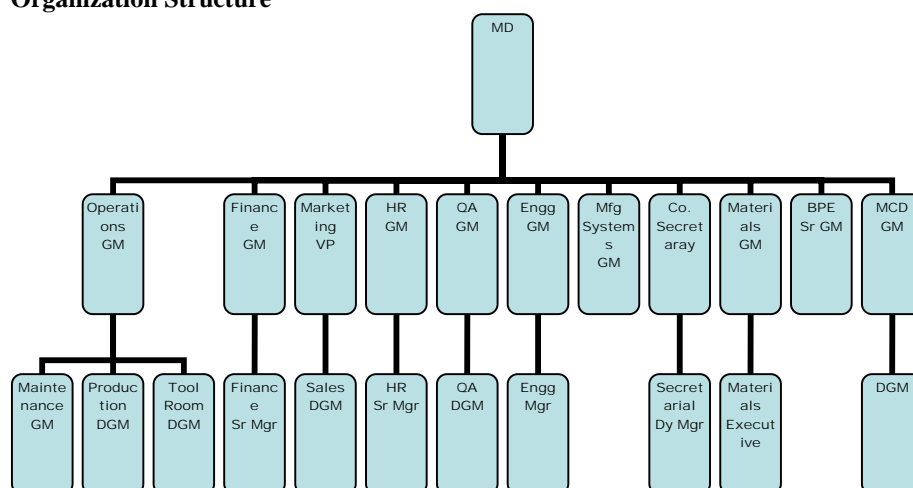 Organization Structure
MD
Operati
ons
GM
Financ
e
GM
Market
ing
VP
HR
GM
QA
GM
Engg
GM
Mfg
System
s
GM
Co.
Secret
aray
Materi
als
GM
BPE
Sr GM
MCD
GM
Mainte
nance
GM
Produc
tion
DGM
Tool
Room
DGM
Financ
e
Sr Mgr
Sales
DGM
HR
Sr Mgr
QA
DGM
Engg
Mgr
Secret
arial
Dy Mgr
Materi
als
Execut
ive
DGM